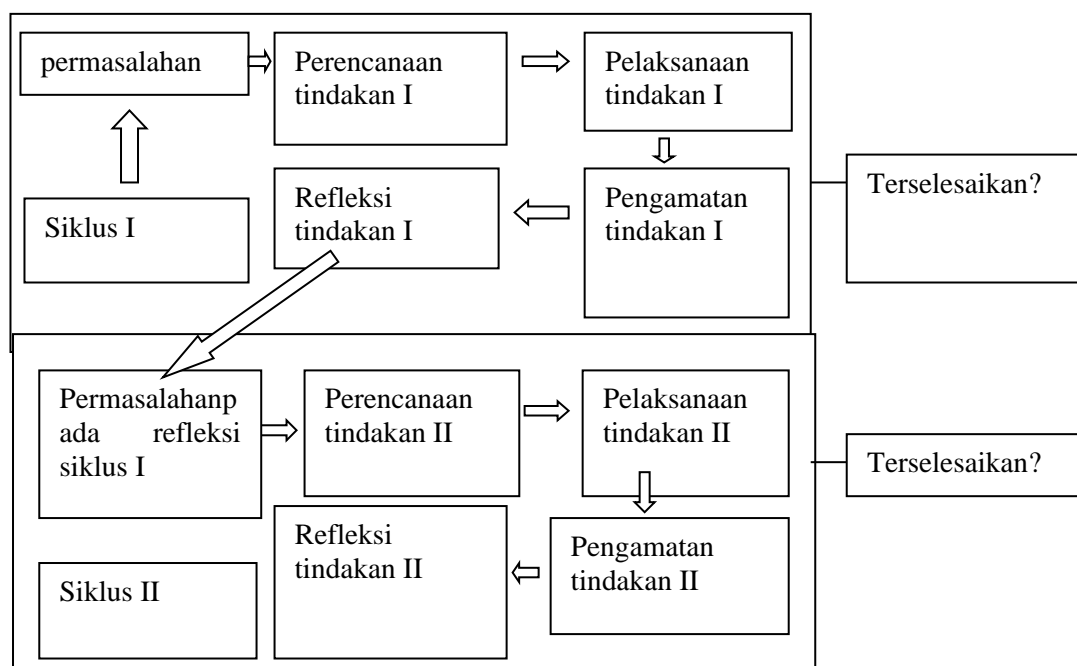 permasalahan
Perencanaan
tindakan I
Pelaksanaan
tindakan I
Siklus I
Refleksi
tindakan I
Pengamatan
tindakan I
Terselesaikan?
Permasalahanp
ada refleksi
siklus I
Perencanaan
tindakan II
Pelaksanaan
tindakan II
Terselesaikan?
Siklus II
Refleksi
tindakan II
Pengamatan
tindakan II